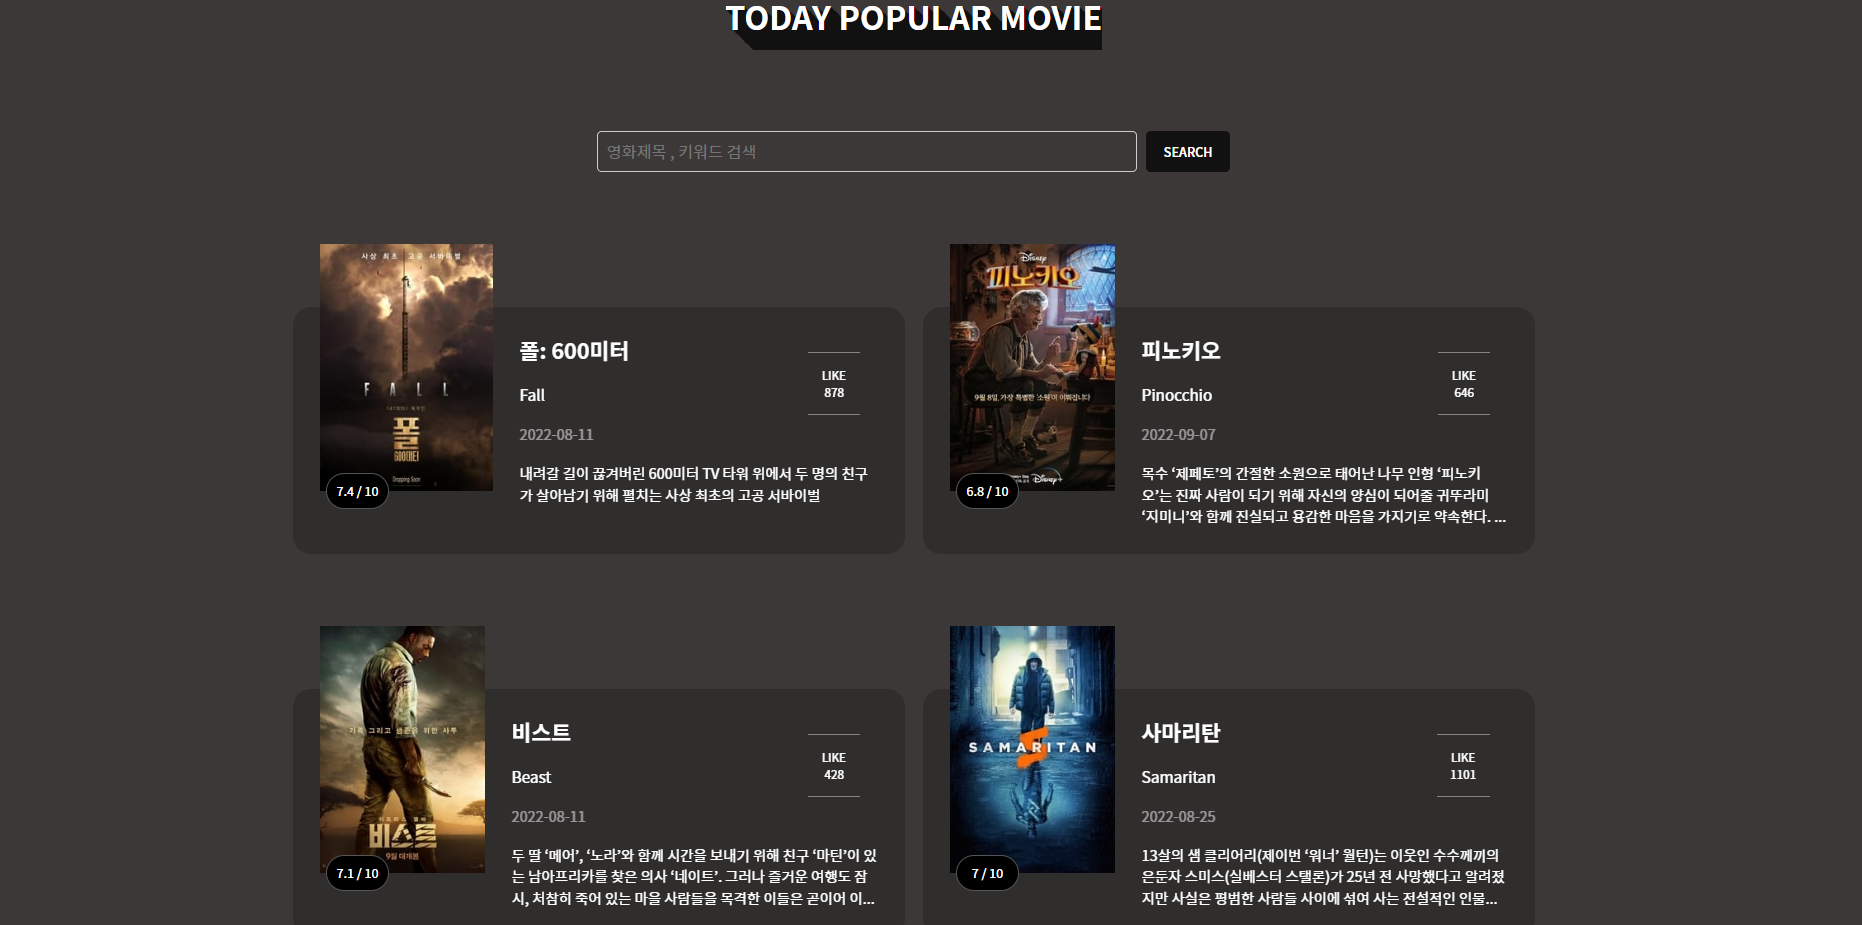 TODAY POPULAR MOVIE
영화제목 , 키워드 검색
SEARCH
사상 최초 고공 서바이벌
FALL
폴
600미터
Dropping Soon
7.4 / 10
폴: 600미터
Fall
2022-08-11
내려갈 길이 끊겨버린 600미터 TV 타워 위에서 두 명의 친구
가 살아남기 위해 펼치는 사상 최초의 고공 서바이벌
LIKE
878
Disney
피노키오
9월 8일, 가장 특별한 '소원'이 이뤄집니다
Disney+
6.8 / 10
피노키오
Pinocchio
2022-09-07
목수 ‘제페토’의 간절한 소원으로 태어난 나무 인형 ‘피노키
오’는 진짜 사람이 되기 위해 자신의 양심이 되어줄 귀뚜라미
‘지미니’와 함께 진실되고 용감한 마음을 가지기로 약속한다. ...
LIKE
646
가족 그리고 생존을 위한 사투
비스트
9월 대개봉
7.1 / 10
비스트
Beast
2022-08-11
두 딸 ‘메어’, ‘노라’와 함께 시간을 보내기 위해 친구 ‘마틴’이 있
는 남아프리카를 찾은 의사 ‘네이트’. 그러나 즐거운 여행도 잠
시, 처참히 죽어 있는 마을 사람들을 목격한 이들은 곧이어 이...
LIKE
428
SAMARITAN
7 / 10
사마리탄
Samaritan
2022-08-25
13살의 샘 클리어리(제이번 ‘워너’ 월턴)는 이웃인 수수께끼의
은둔자 스미스(실베스터 스탤론)가 25년 전 사망했다고 알려졌
지만 사실은 평범한 사람들 사이에 섞여 사는 전설적인 인물...
LIKE
1101